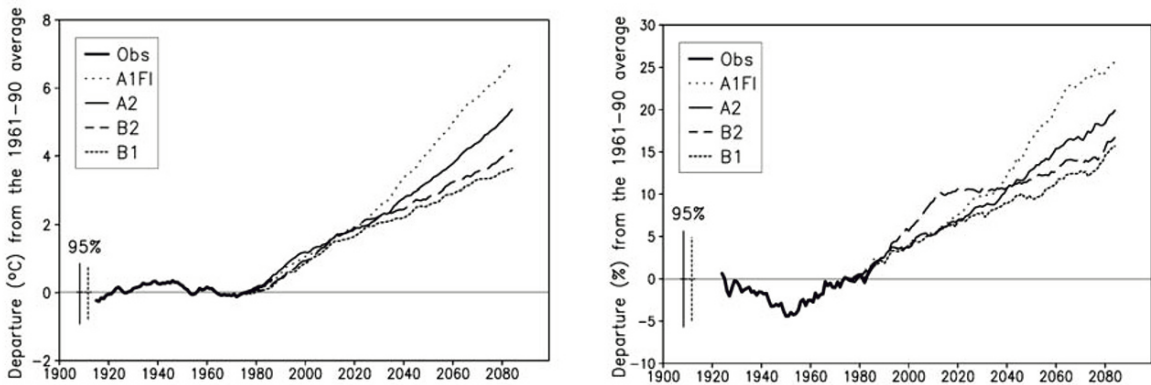 Departure (ºC) from the 1961-90 average
8
6
4
2
0
-2
Obs
A1FI
A2
B2
B1
95%
1900 1920 1940 1960 1980 2000 2020 2040 2060 2080
Departure (%) from the 1961-90 average
30
25
20
15
10
5
0
-5
-10
Obs
A1FI
A2
B2
B1
95%
1900 1920 1940 1960 1980 2000 2020 2040 2060 2080